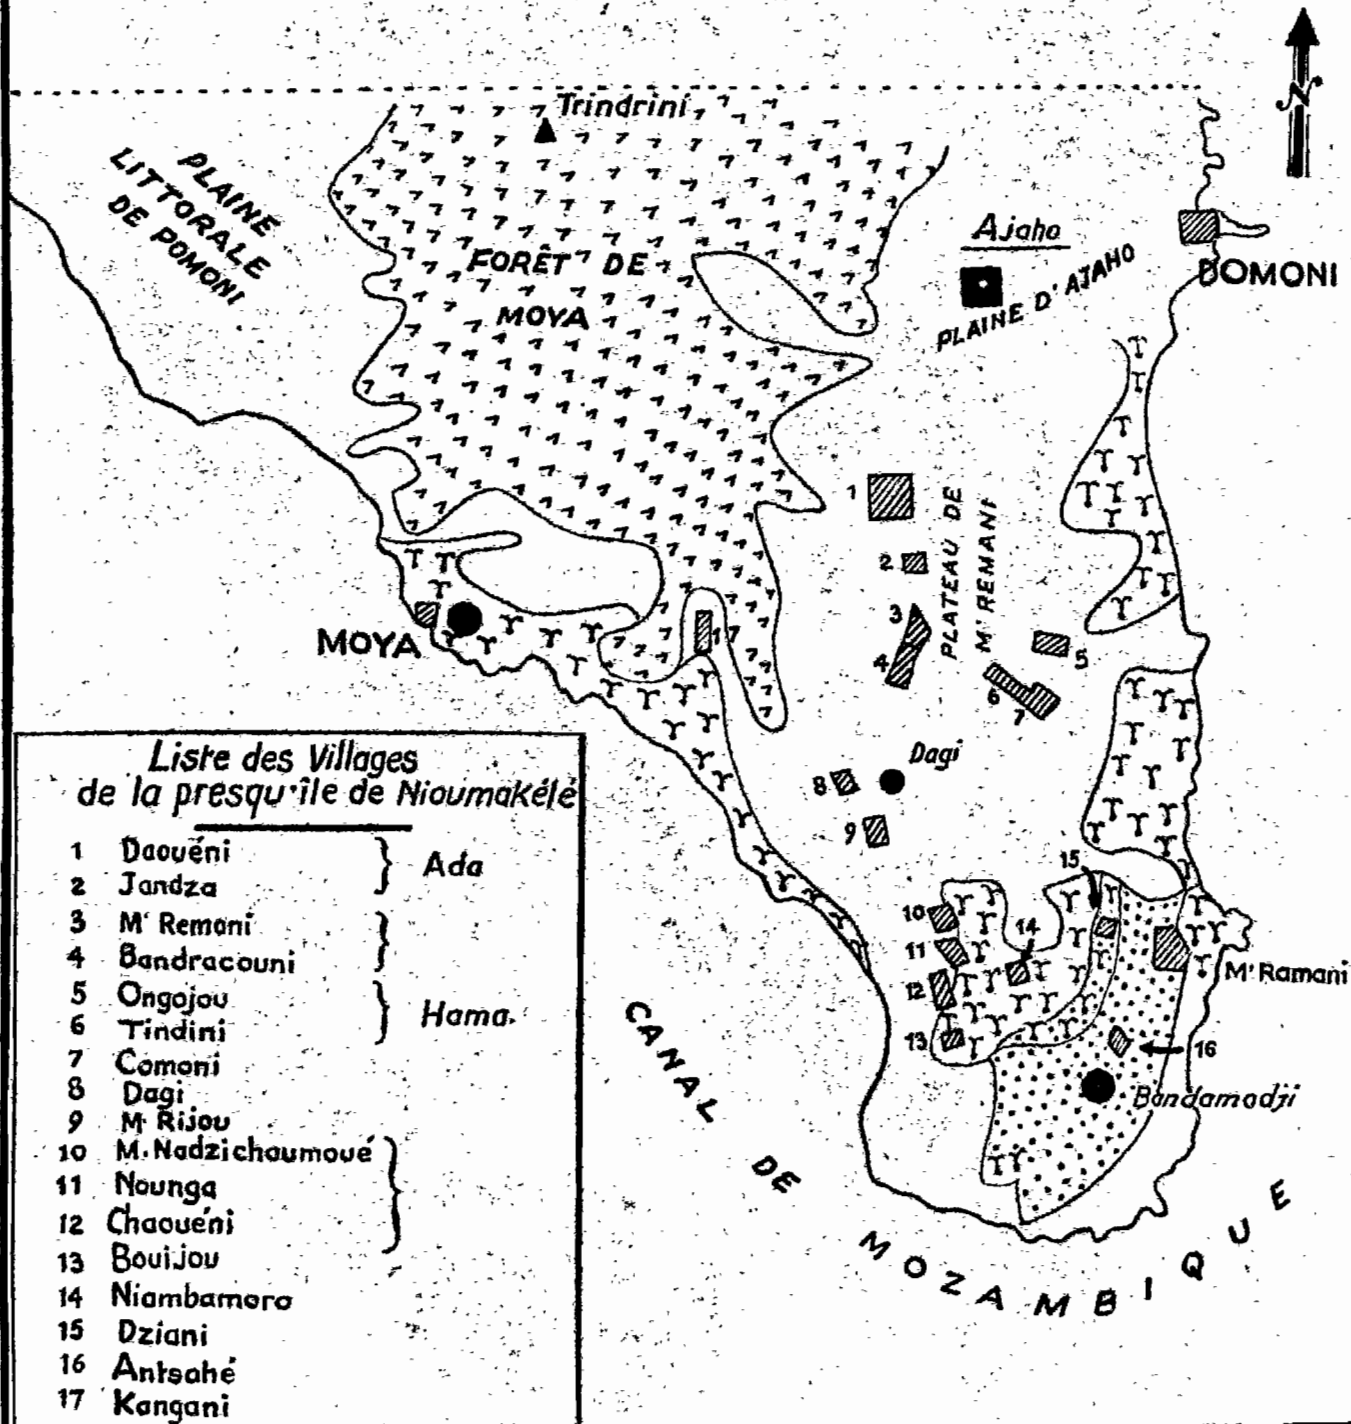 Trindrini
N
PLAINE
LITTORALE
DE POMONI
FORÊT DE
MOYA
Ajaho
PLAINE D'AJAHO
DOMONI
1
2
3
4
PLATEAU DE
M'REMANI
5
6
7
MOYA
17
Dagi
8
9
15
10
14
11
12
13
M'Ramani
16
Bandamadji
CANAL DE MOZAMBIQUE
Liste des Villages
de la presqu'île de Nioumakélé
1 Daouéni
2 Jandza
Ada
3 M'Remani
4 Bandracouni
5 Ongojou
6 Tindini
Hama.
7 Comoni
8 Dagi
9 M. Rijou
10 M. Nadzichoumoué
11 Nounga
12 Chaouéni
13 Bouijou
14 Niambamoro
15 Dziani
16 Antsahé
17 Kangani